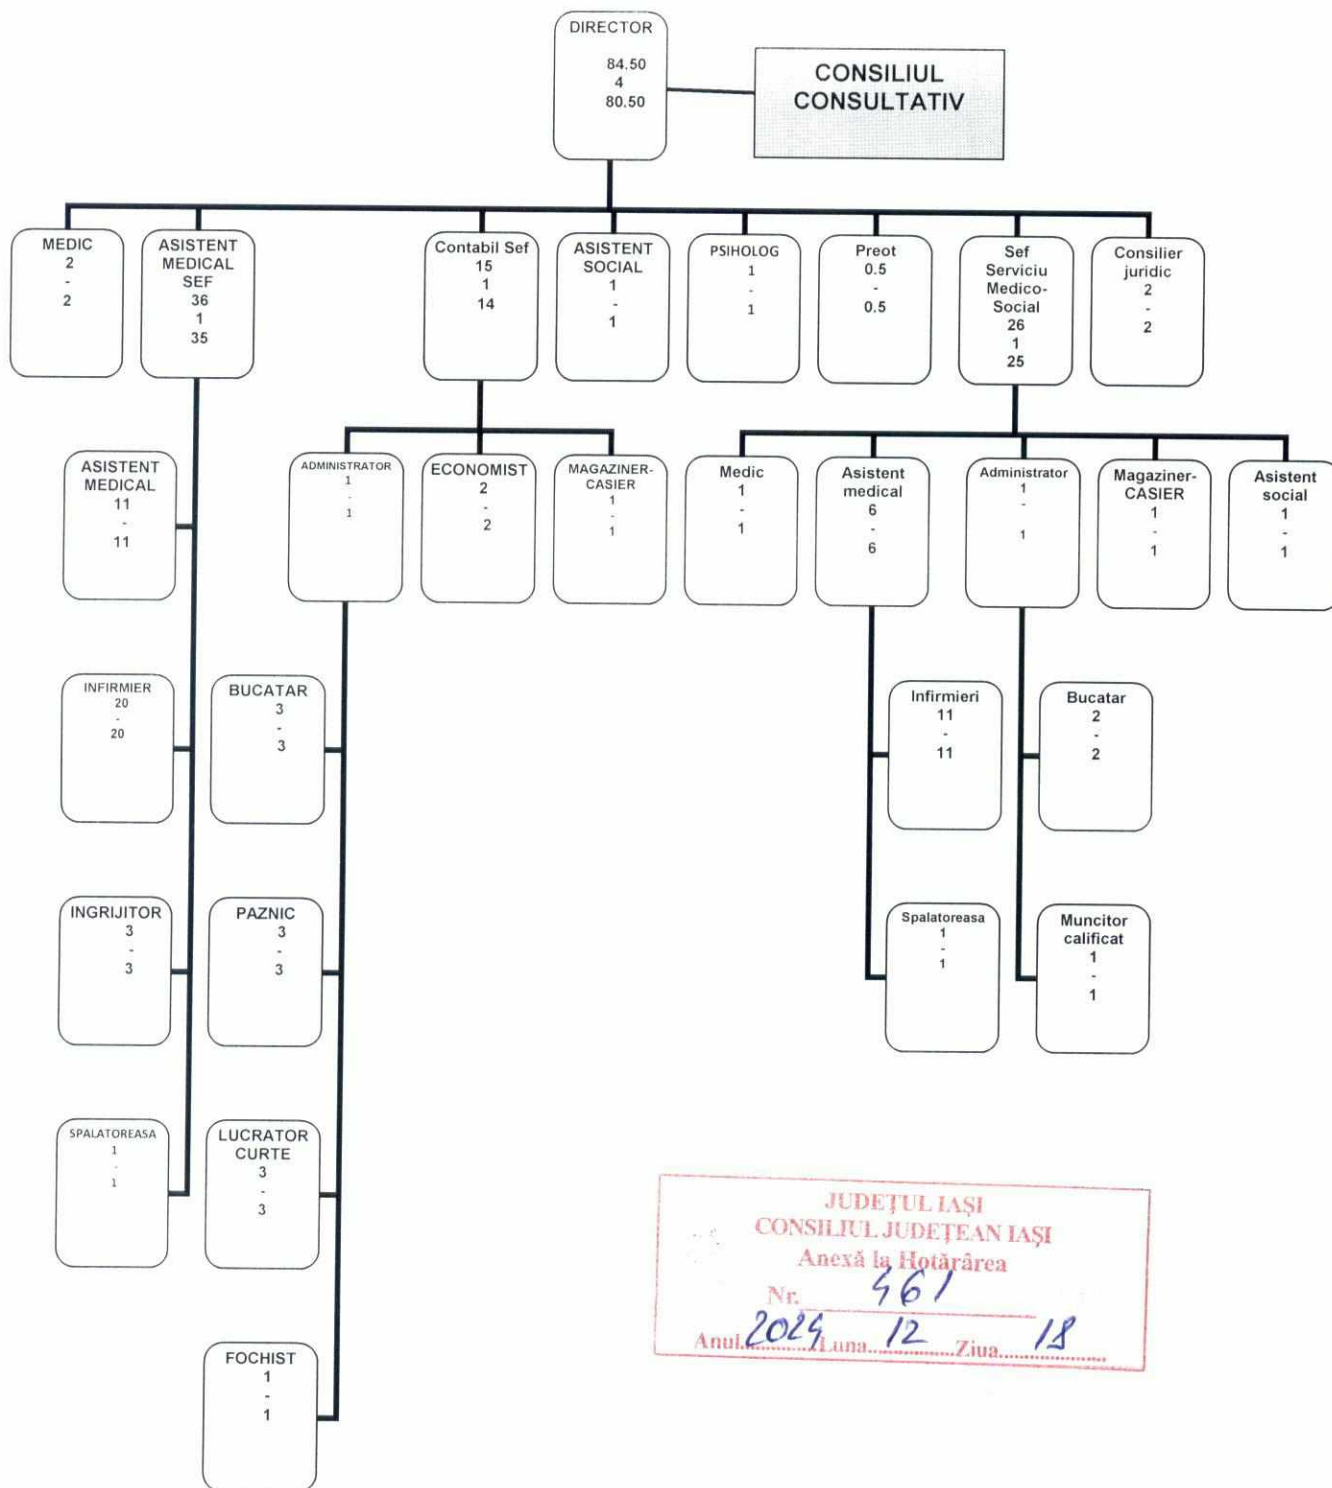 DIRECTOR
84.50
4
80.50
CONSILIUL
CONSULTATIV
MEDIC
2
-
2
ASISTENT
MEDICAL
SEF
36
1
35
Contabil Sef
15
1
14
ASISTENT
SOCIAL
1
-
1
PSIHOLOG
1
-
1
Preot
0.5
-
0.5
Sef
Serviciu
Medico-
Social
26
1
25
Consilier
juridic
2
-
2
ASISTENT
MEDICAL
11
-
11
ADMINISTRATOR
1
-
1
ECONOMIST
2
-
2
MAGAZINER-
CASIER
1
-
1
Medic
1
-
1
Asistent
medical
6
-
6
Administrator
1
-
1
Magaziner-
CASIER
1
-
1
Asistent
social
1
-
1
INFIRMIER
20
-
20
BUCATAR
3
-
3
Infirmieri
11
-
11
Bucatar
2
-
2
INGRIJITOR
3
-
3
PAZNIC
3
-
3
Spalatoreasa
1
-
1
Muncitor
calificat
1
-
1
SPALATOREASA
1
-
1
LUCRATOR
CURTE
3
-
3
FOCHIST
1
-
1
JUDEȚUL IAȘI
CONSILIUL JUDEȚEAN IAȘI
Anexă la Hotărârea
Nr. 461
Anul 2024 Luna 12 Ziua 18